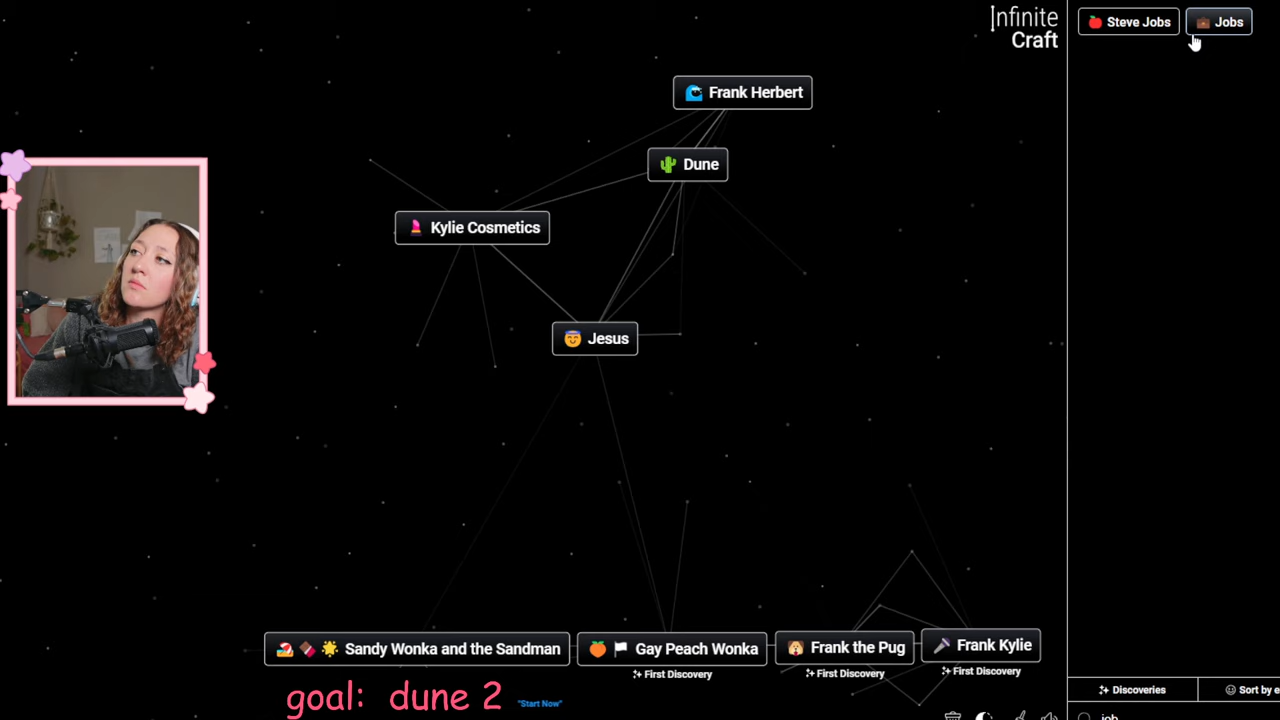 Infinite
Craft
Steve Jobs
Jobs
Frank Herbert
Dune
Kylie Cosmetics
Jesus
Sandy Wonka and the Sandman
Gay Peach Wonka
First Discovery
Frank the Pug
First Discovery
Frank Kylie
First Discovery
goal: dune 2
"Start Now"
Discoveries
Sort by e
job